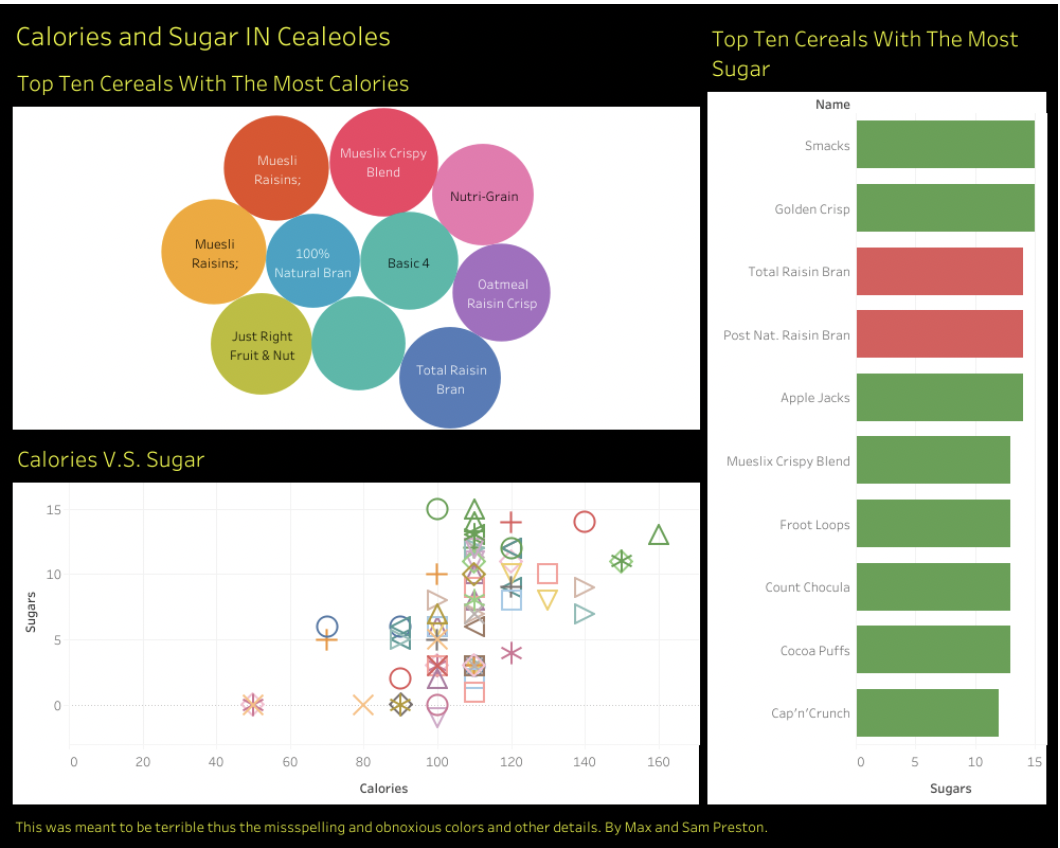 Calories and Sugar IN Cealeoles
Top Ten Cereals With The Most Calories
Muesli
Raisins;
Mueslix Crispy
Blend
Nutri-Grain
Muesli
Raisins;
100%
Natural Bran
Basic 4
Oatmeal
Raisin Crisp
Just Right
Fruit & Nut
Total Raisin
Bran
Calories V.S. Sugar
15
10
5
0
Sugars
0 20 40 60 80 100 120 140 160
Calories
Top Ten Cereals With The Most
Sugar
Name
Smacks
Golden Crisp
Total Raisin Bran
Post Nat. Raisin Bran
Apple Jacks
Mueslix Crispy Blend
Froot Loops
Count Chocula
Cocoa Puffs
Cap'n'Crunch
0 5 10 15
Sugars
This was meant to be terrible thus the missspelling and obnoxious colors and other details. By Max and Sam Preston.